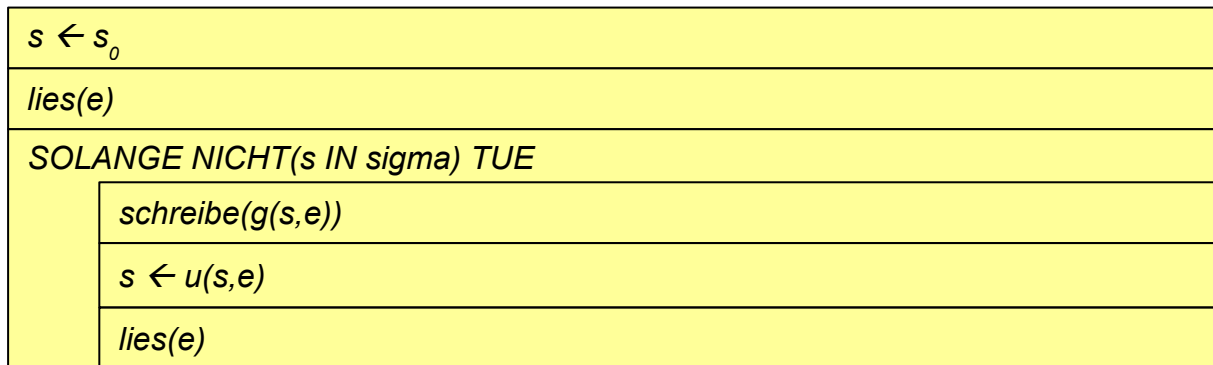 s ← s₀
lies(e)
SOLANGE NICHT(s IN sigma) TUE
schreibe(g(s,e))
s ← u(s,e)
lies(e)